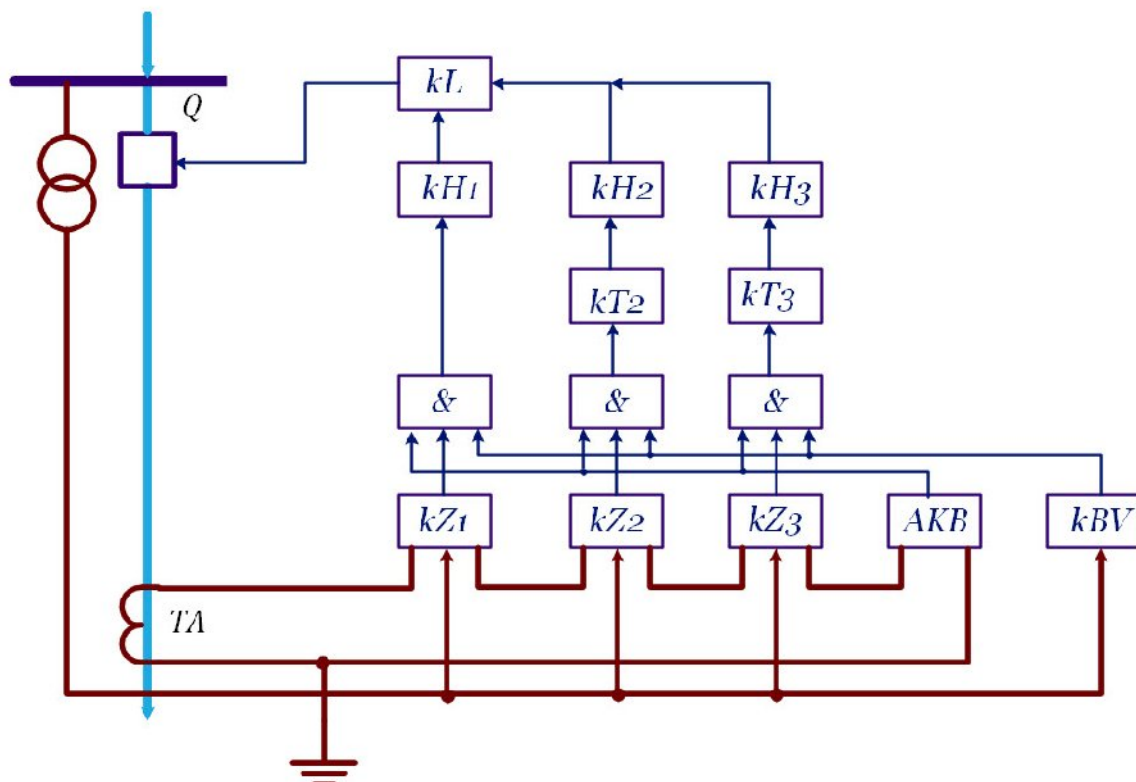 kL
Q
kH1 kH2 kH3
kT2 kT3
& & &
kZ1 kZ2 kZ3 AKB kBV
TA